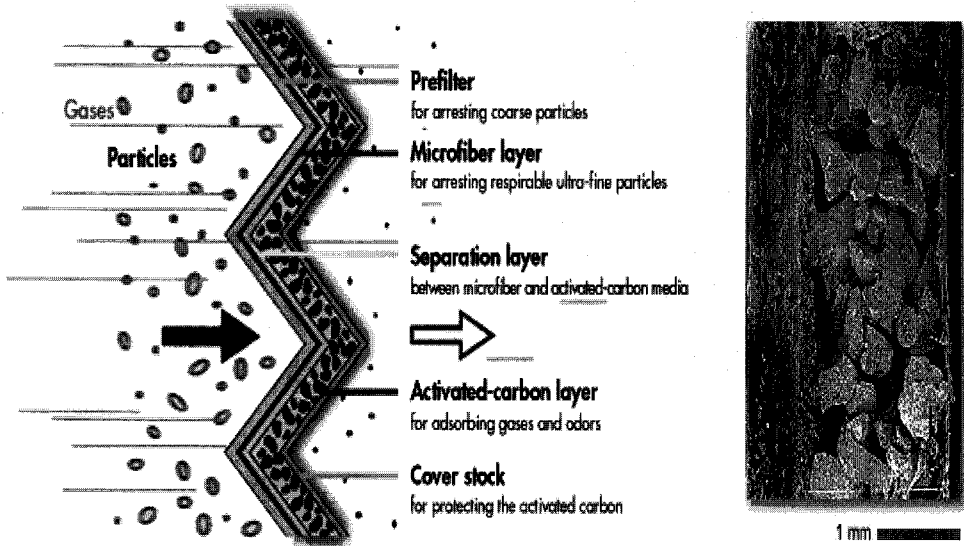 Gases
Particles
Prefilter
for arresting coarse particles
Microfiber layer
for arresting respirable ultra-fine particles
Separation layer
between microfiber and activated-carbon media
Activated-carbon layer
for adsorbing gases and odors
Cover stock
for protecting the activated carbon
1 mm